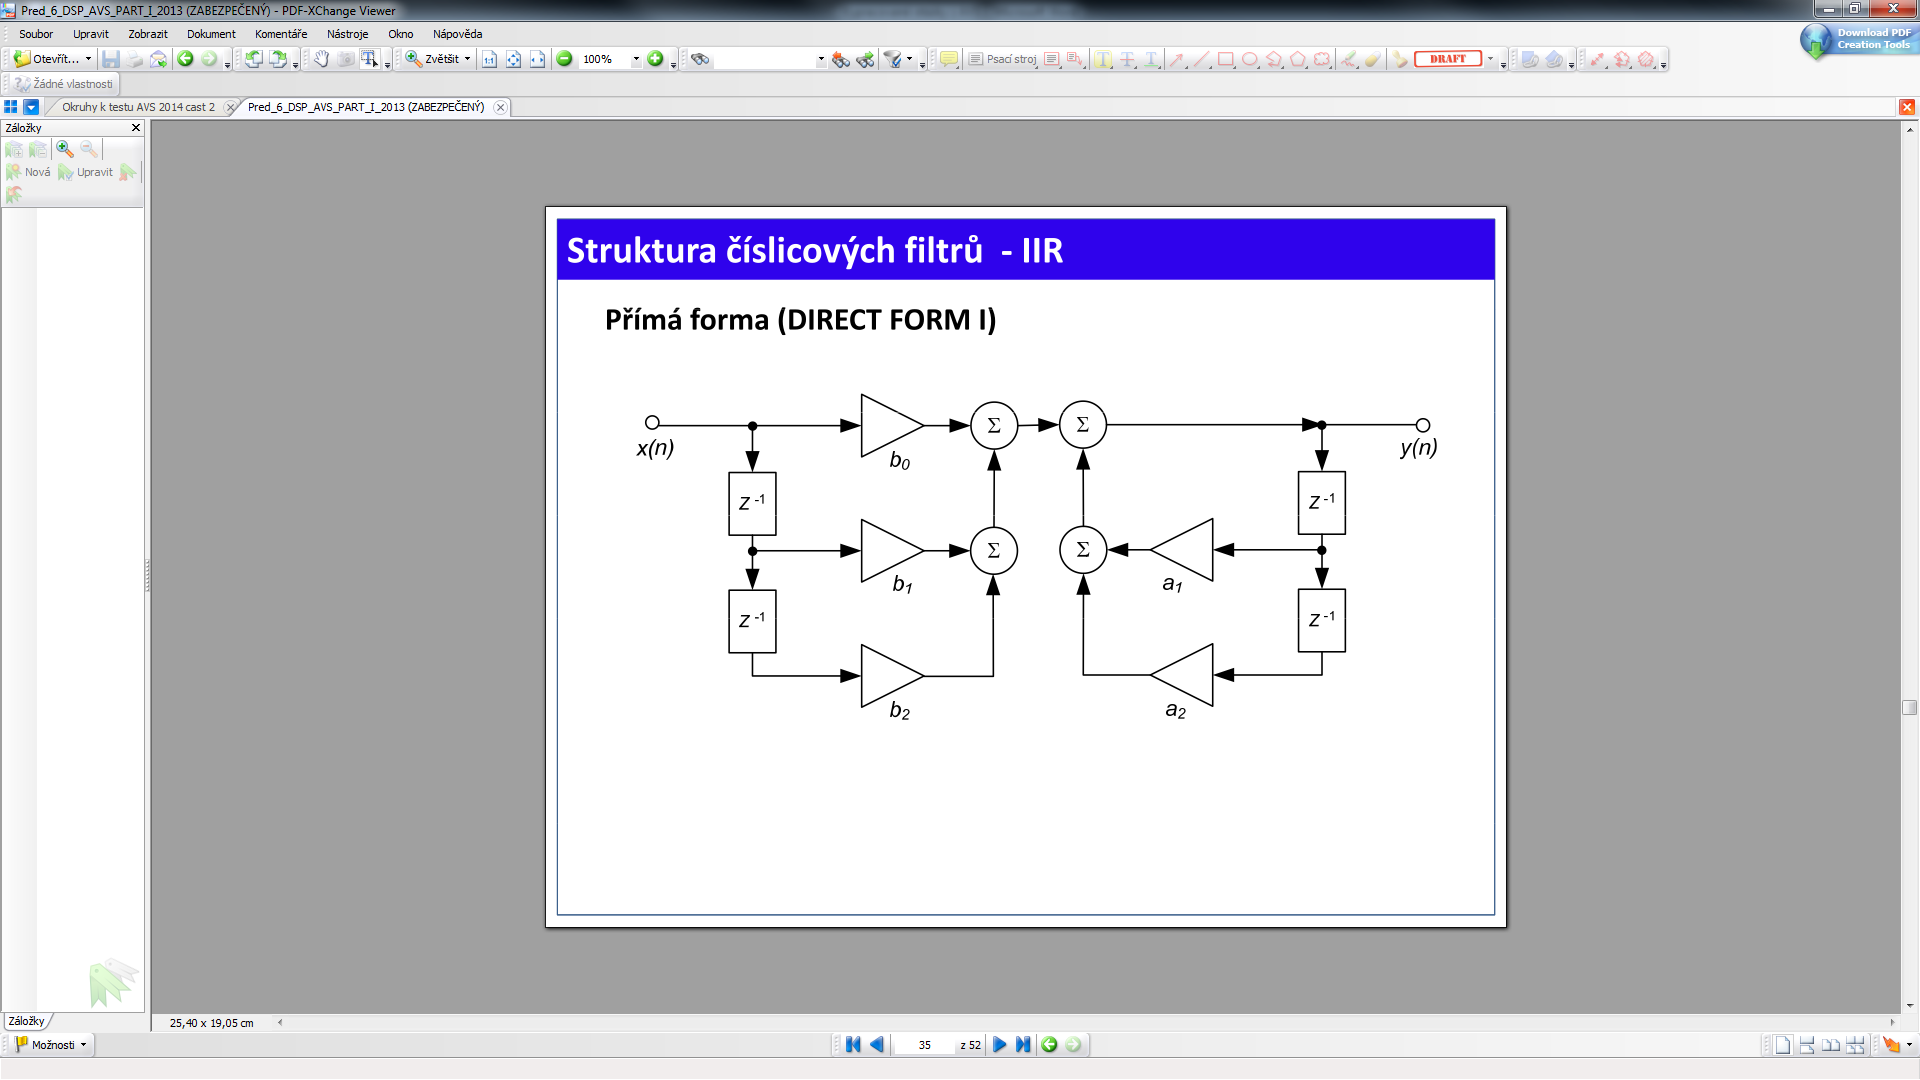 Pred_6_DSP_AVS_PART_I_2013 (ZABEZPEČENÝ) - PDF-XChange Viewer
Soubor Upravit Zobrazit Dokument Komentáře Nástroje Okno Nápověda
Download PDF
Creation Tools
Otevřít... Zvětšit 1:1 100% Psací stroj DRAFT
Žádné vlastnosti
Okruhy k testu AVS 2014 cast 2
Pred_6_DSP_AVS_PART_I_2013 (ZABEZPEČENÝ)
Záložky
Nová Upravit
Struktura číslicových filtrů - IIR
Přímá forma (DIRECT FORM I)
x(n) b0 Σ Σ y(n)
z-1 z-1
b1 Σ Σ a1
z-1 z-1
b2 a2
Záložky
25,40 x 19,05 cm
Možnosti
35 z 52